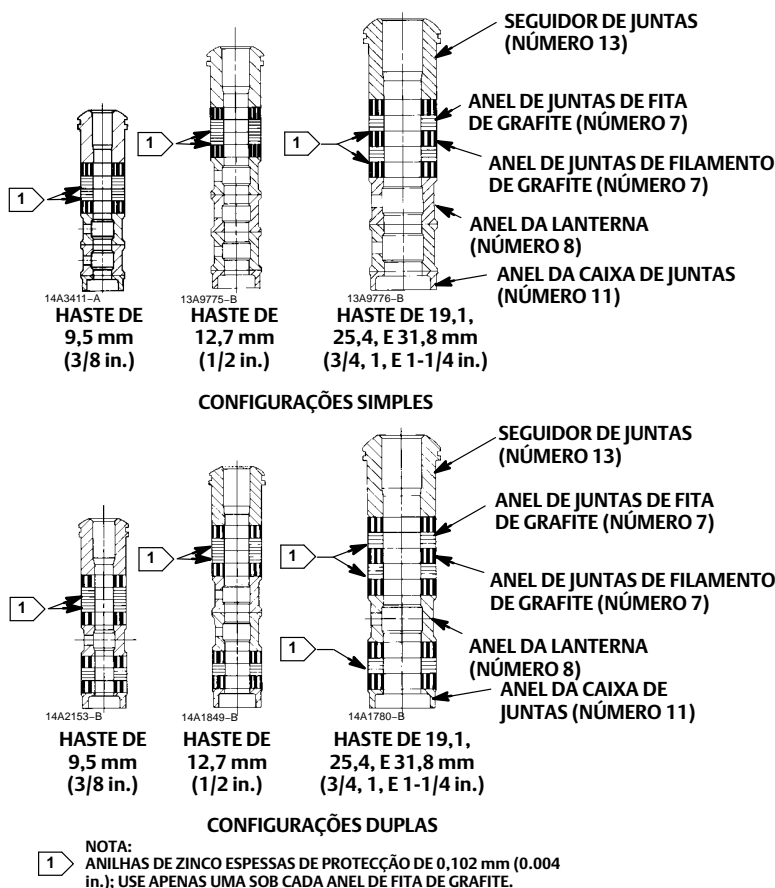 SEGUIDOR DE JUNTAS
(NÚMERO 13)
ANEL DE JUNTAS DE FITA
DE GRAFITE (NÚMERO 7)
ANEL DE JUNTAS DE FILAMENTO
DE GRAFITE (NÚMERO 7)
ANEL DA LANTERNA
(NÚMERO 8)
ANEL DA CAIXA DE JUNTAS
(NÚMERO 11)
1
1
1
14A3411-A
13A9775-B
13A9776-B
HASTE DE
9,5 mm
(3/8 in.)
HASTE DE
12,7 mm
(1/2 in.)
HASTE DE 19,1,
25,4, E 31,8 mm
(3/4, 1, E 1-1/4 in.)
CONFIGURAÇÕES SIMPLES
SEGUIDOR DE JUNTAS
(NÚMERO 13)
ANEL DE JUNTAS DE FITA
DE GRAFITE (NÚMERO 7)
ANEL DE JUNTAS DE FILAMENTO
DE GRAFITE (NÚMERO 7)
ANEL DA LANTERNA
(NÚMERO 8)
ANEL DA CAIXA DE
JUNTAS (NÚMERO 11)
1
1
1
1
14A2153-B
14A1849-B
14A1780-B
HASTE DE
9,5 mm
(3/8 in.)
HASTE DE
12,7 mm
(1/2 in.)
HASTE DE 19,1,
25,4, E 31,8 mm
(3/4, 1, E 1-1/4 in.)
CONFIGURAÇÕES DUPLAS
NOTA:
1 ANILHAS DE ZINCO ESPESSAS DE PROTECÇÃO DE 0,102 mm (0.004
in.); USE APENAS UMA SOB CADA ANEL DE FITA DE GRAFITE.